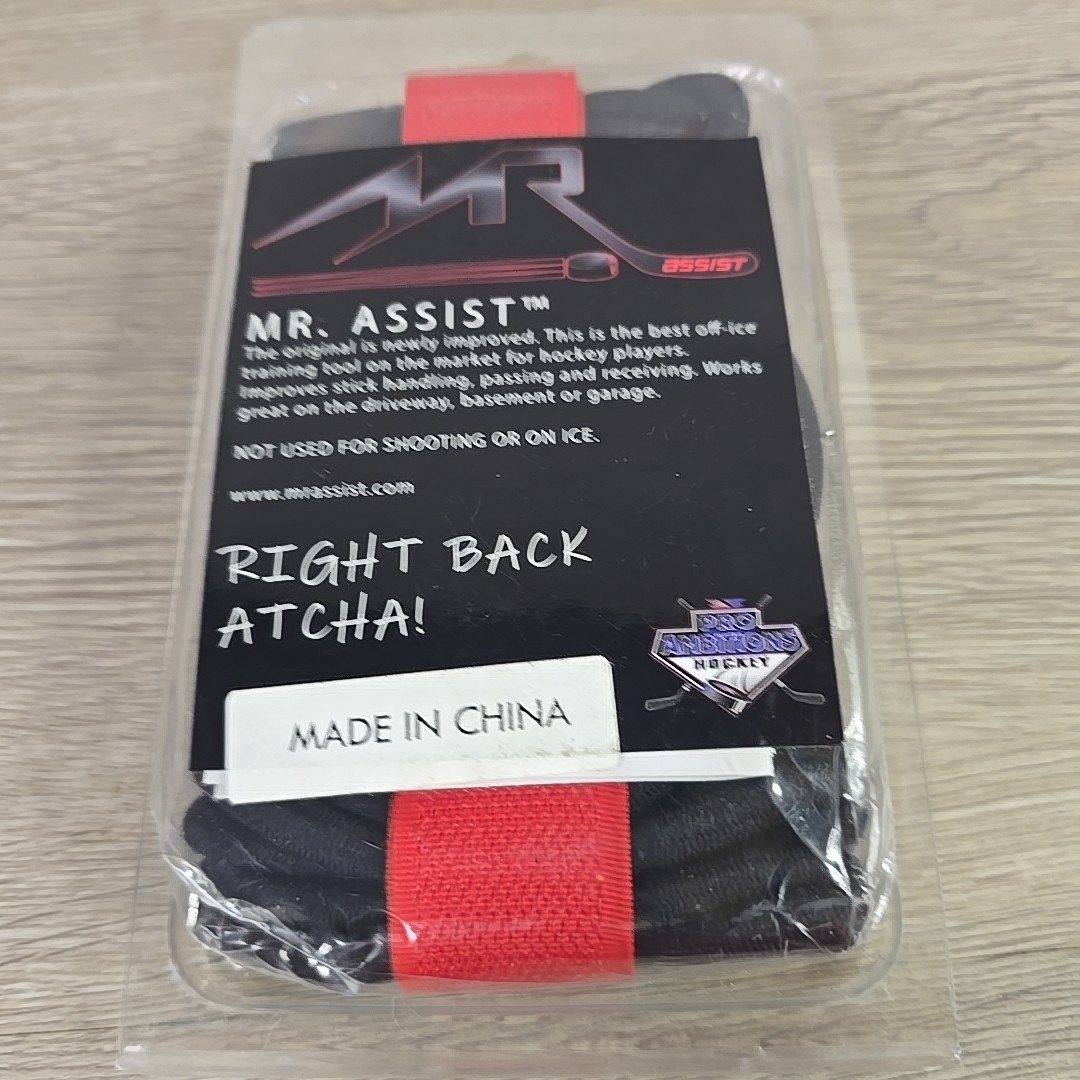 MR
assist
MR. ASSIST™
The original is newly improved. This is the best off-ice
training tool on the market for hockey players.
Improves stick handling, passing and receiving. Works
great on the driveway, basement or garage.
NOT USED FOR SHOOTING OR ON ICE.
www.mrassist.com
RIGHT BACK
ATCHA!
PRO
AMBITIONS
HOCKEY
MADE IN CHINA